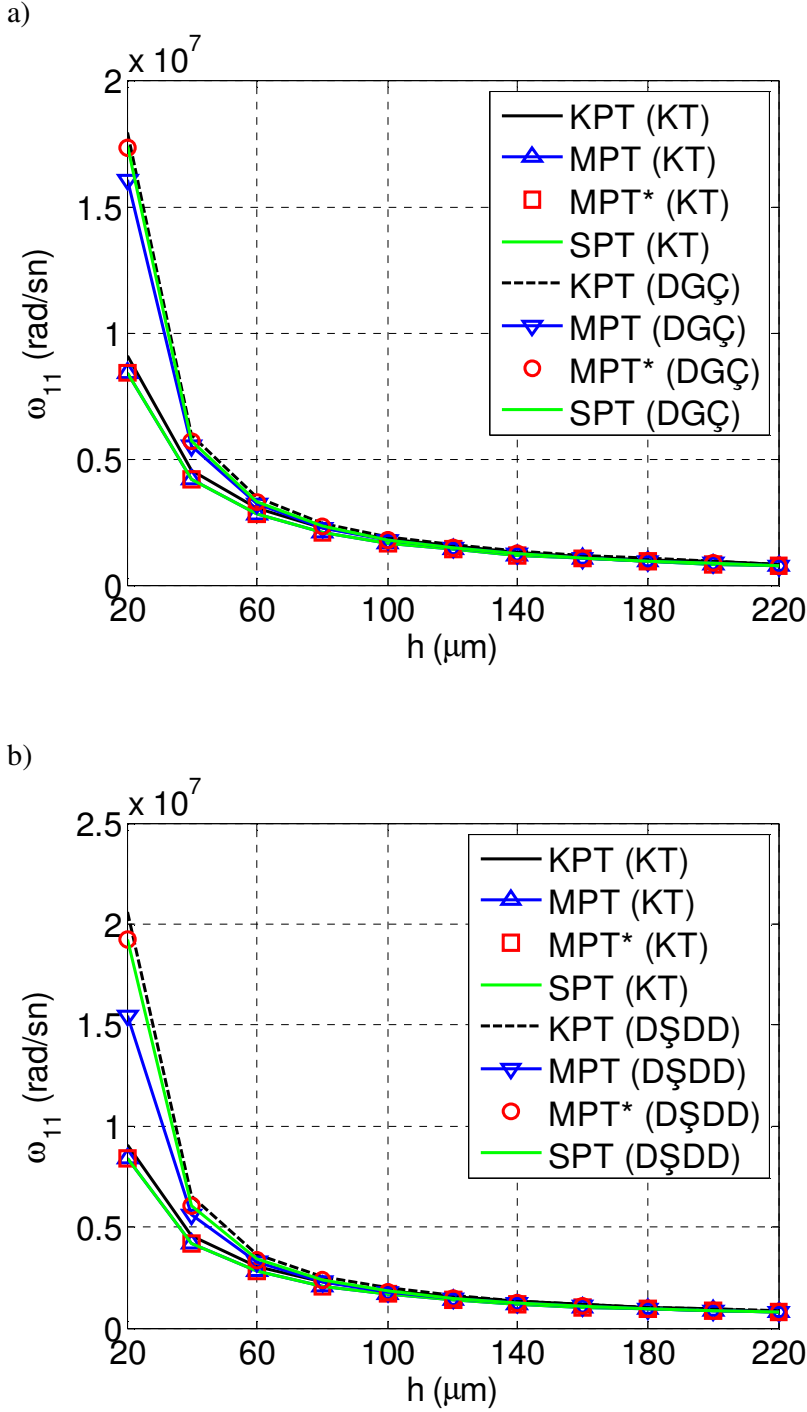 a)
x 10^7
2
1.5
1
0.5
0
ω_11 (rad/sn)
KPT (KT)
MPT (KT)
MPT* (KT)
SPT (KT)
KPT (DGÇ)
MPT (DGÇ)
MPT* (DGÇ)
SPT (DGÇ)
20 60 100 140 180 220
h (μm)
b)
x 10^7
2.5
2
1.5
1
0.5
0
ω_11 (rad/sn)
KPT (KT)
MPT (KT)
MPT* (KT)
SPT (KT)
KPT (DŞDD)
MPT (DŞDD)
MPT* (DŞDD)
SPT (DŞDD)
20 60 100 140 180 220
h (μm)